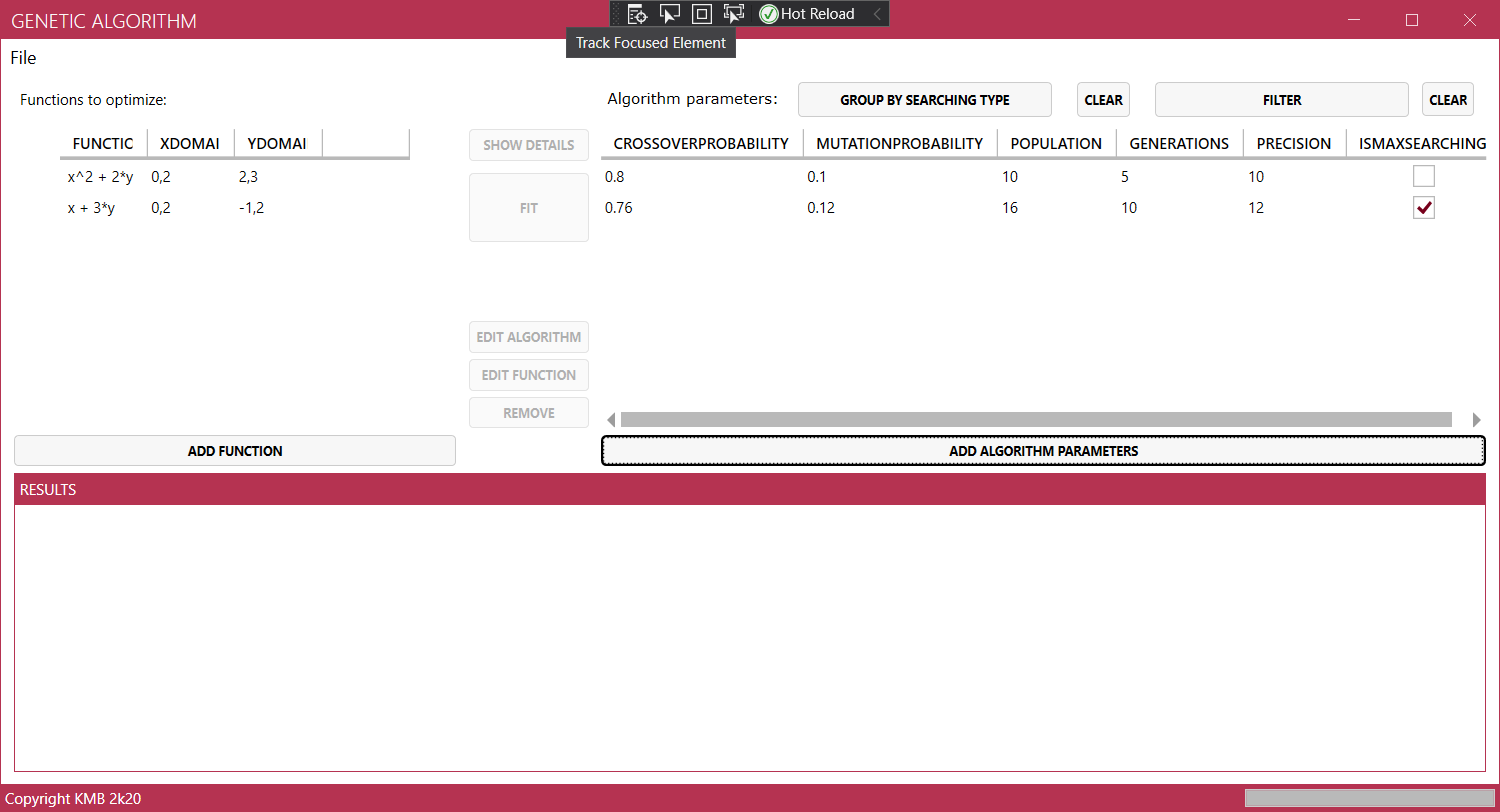 GENETIC ALGORITHM
Hot Reload
Track Focused Element
File
Functions to optimize:
Algorithm parameters:
GROUP BY SEARCHING TYPE
CLEAR
FILTER
CLEAR
FUNCTIC XDOMAI YDOMAI
x^2 + 2*y 0,2 2,3
x + 3*y 0,2 -1,2
SHOW DETAILS
FIT
EDIT ALGORITHM
EDIT FUNCTION
REMOVE
CROSSOVERPROBABILITY MUTATIONPROBABILITY POPULATION GENERATIONS PRECISION ISMAXSEARCHING
0.8 0.1 10 5 10
0.76 0.12 16 10 12
ADD FUNCTION
ADD ALGORITHM PARAMETERS
RESULTS
Copyright KMB 2k20